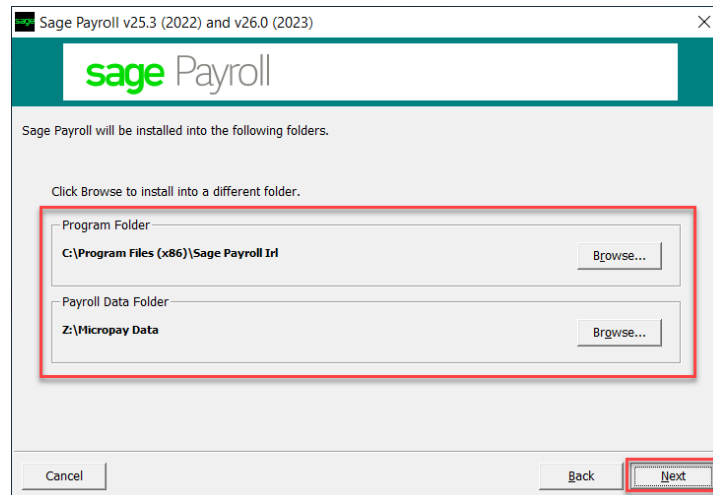 sage Sage Payroll v25.3 (2022) and v26.0 (2023)
sage Payroll
Sage Payroll will be installed into the following folders.
Click Browse to install into a different folder.
Program Folder
C:\Program Files (x86)\Sage Payroll Irl
Browse...
Payroll Data Folder
Z:\Micropay Data
Browse...
Cancel
Back
Next